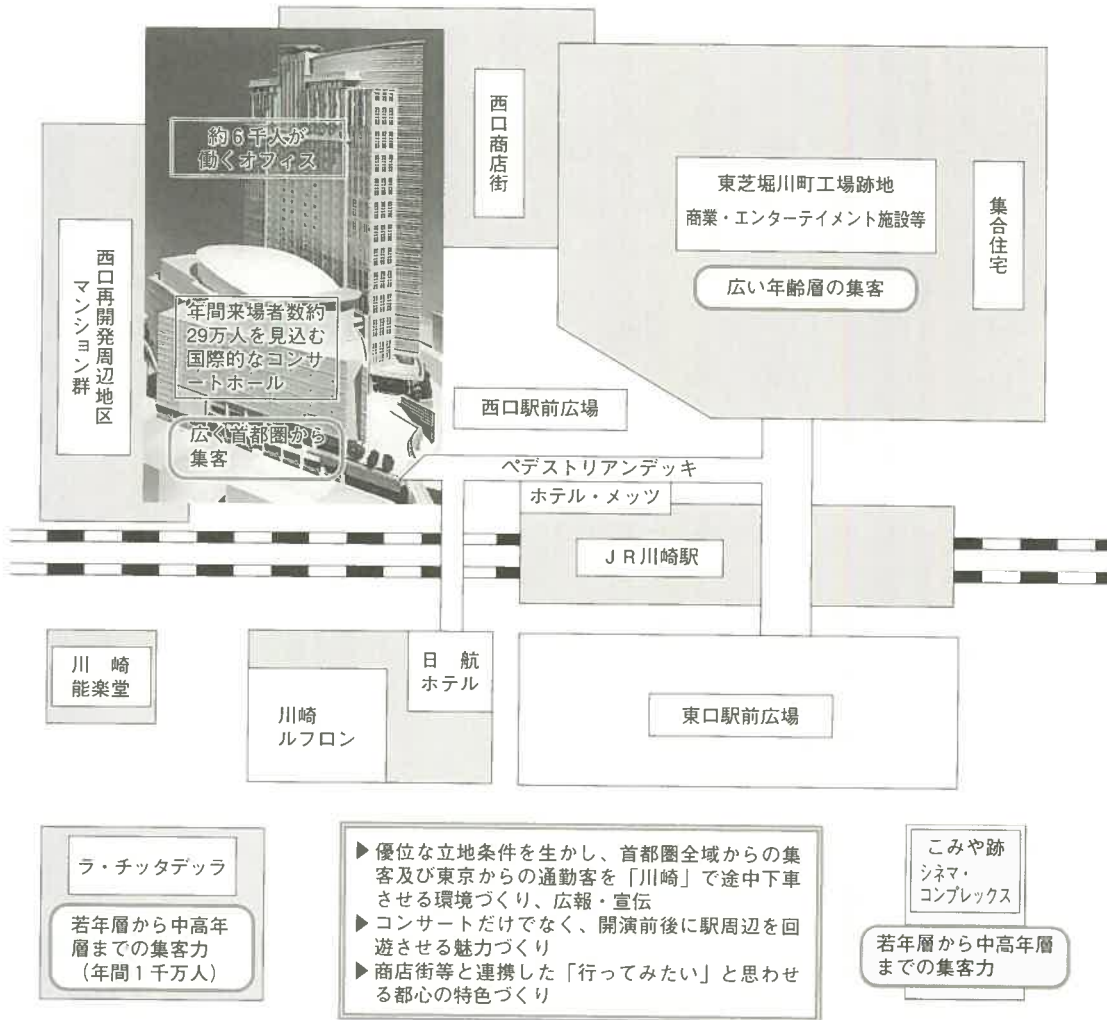 約6千人が
働くオフィス
西口商店街
東芝堀川町工場跡地
商業・エンターテイメント施設等
集合住宅
広い年齢層の集客
西口再開発周辺地区
マンション群
年間来場者数約
29万人を見込む
国際的なコンサ
ートホール
広く首都圏から
集客
西口駅前広場
ペデストリアンデッキ
ホテル・メッツ
JR川崎駅
川崎
能楽堂
日航
ホテル
川崎
ルフロン
東口駅前広場
ラ・チッタデッラ
若年層から中高年
層までの集客力
（年間1千万人）
▶優位な立地条件を生かし、首都圏全域からの集
客及び東京からの通勤客を「川崎」で途中下車
させる環境づくり、広報・宣伝
▶コンサートだけでなく、開演前後に駅周辺を回
遊させる魅力づくり
▶商店街等と連携した「行ってみたい」と思わせ
る都心の特色づくり
こみや跡
シネマ・
コンプレックス
若年層から中高年層
までの集客力